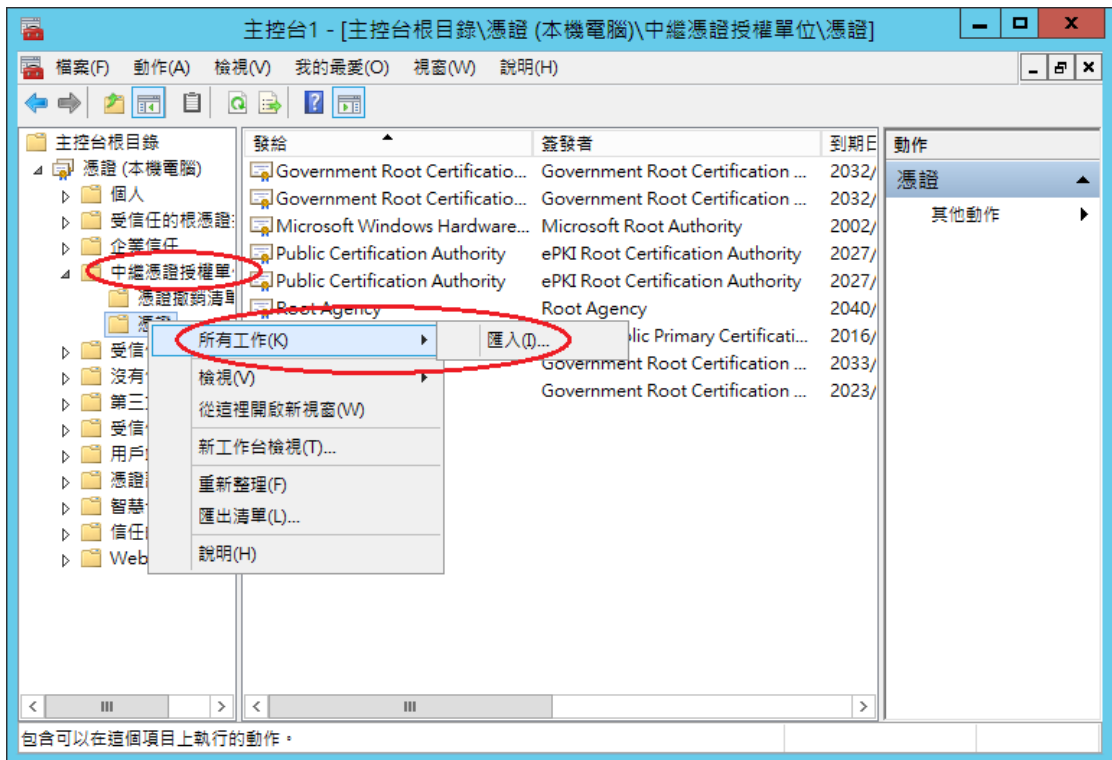 主控台1 - [主控台根目錄\憑證 (本機電腦)\中繼憑證授權單位\憑證]
檔案(F) 動作(A) 檢視(V) 我的最愛(O) 視窗(W) 說明(H)
主控台根目錄
憑證 (本機電腦)
個人
受信任的根憑證
企業信任
中繼憑證授權單
憑證撤銷清單
憑證
受信
沒有
第三
受信
用戶
憑證
智慧
信任
Web
發給 簽發者 到期日
Government Root Certificatio... Government Root Certification ... 2032/
Government Root Certificatio... Government Root Certification ... 2032/
Microsoft Windows Hardware... Microsoft Root Authority 2002/
Public Certification Authority ePKI Root Certification Authority 2027/
Public Certification Authority ePKI Root Certification Authority 2027/
Root Agency Root Agency 2040/
lic Primary Certificati... 2016/
Government Root Certification ... 2033/
Government Root Certification ... 2023/
所有工作(K)
匯入(I)...
檢視(V)
從這裡開啟新視窗(W)
新工作台檢視(T)...
重新整理(F)
匯出清單(L)...
說明(H)
動作
憑證
其他動作
包含可以在這個項目上執行的動作。